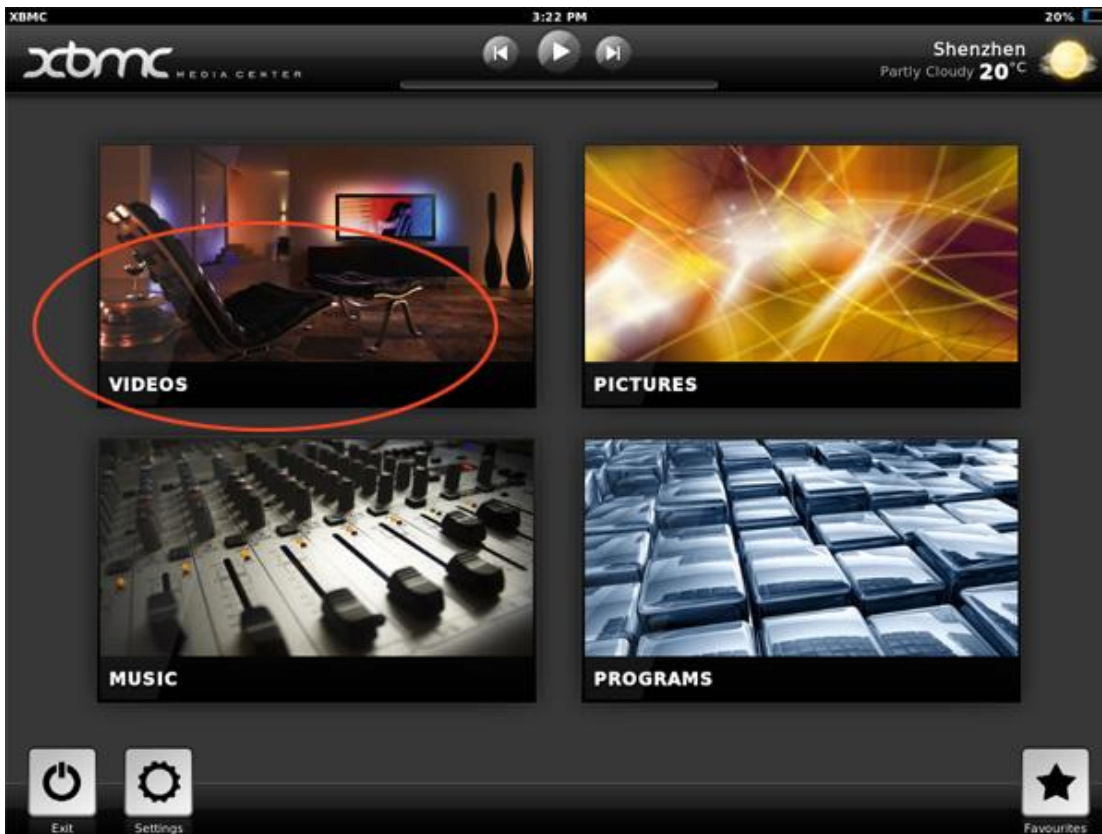 XBMC 3:22 PM 20%
xbmc MEDIA CENTER
Shenzhen
Partly Cloudy 20°C
VIDEOS
PICTURES
MUSIC
PROGRAMS
Exit
Settings
Favourites